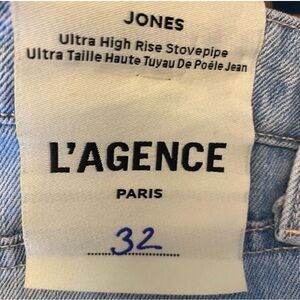 JONES
Ultra High Rise Stovepipe
Ultra Taille Haute Tuyau De Poêle Jean
L'AGENCE
PARIS
32